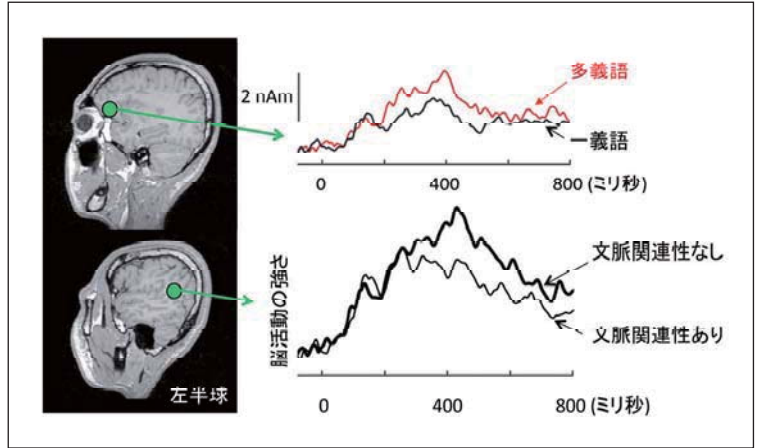 多義語
2 nAm
一義語
0 400 800 (ミリ秒)
脳活動の強さ
文脈関連性なし
文脈関連性あり
左半球
0 400 800 (ミリ秒)